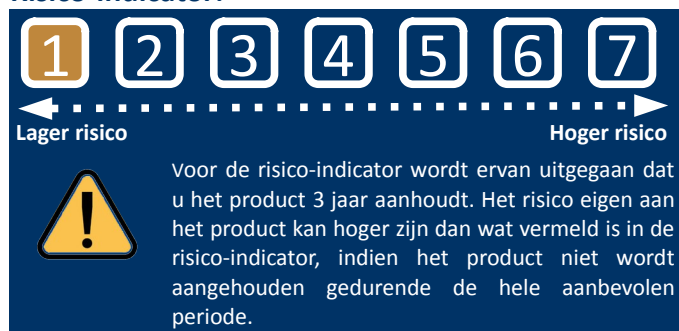 1 2 3 4 5 6 7
Lager risico Hoger risico
Voor de risico-indicator wordt ervan uitgegaan dat
u het product 3 jaar aanhoudt. Het risico eigen aan
het product kan hoger zijn dan wat vermeld is in de
risico-indicator, indien het product niet wordt
aangehouden gedurende de hele aanbevolen
periode.